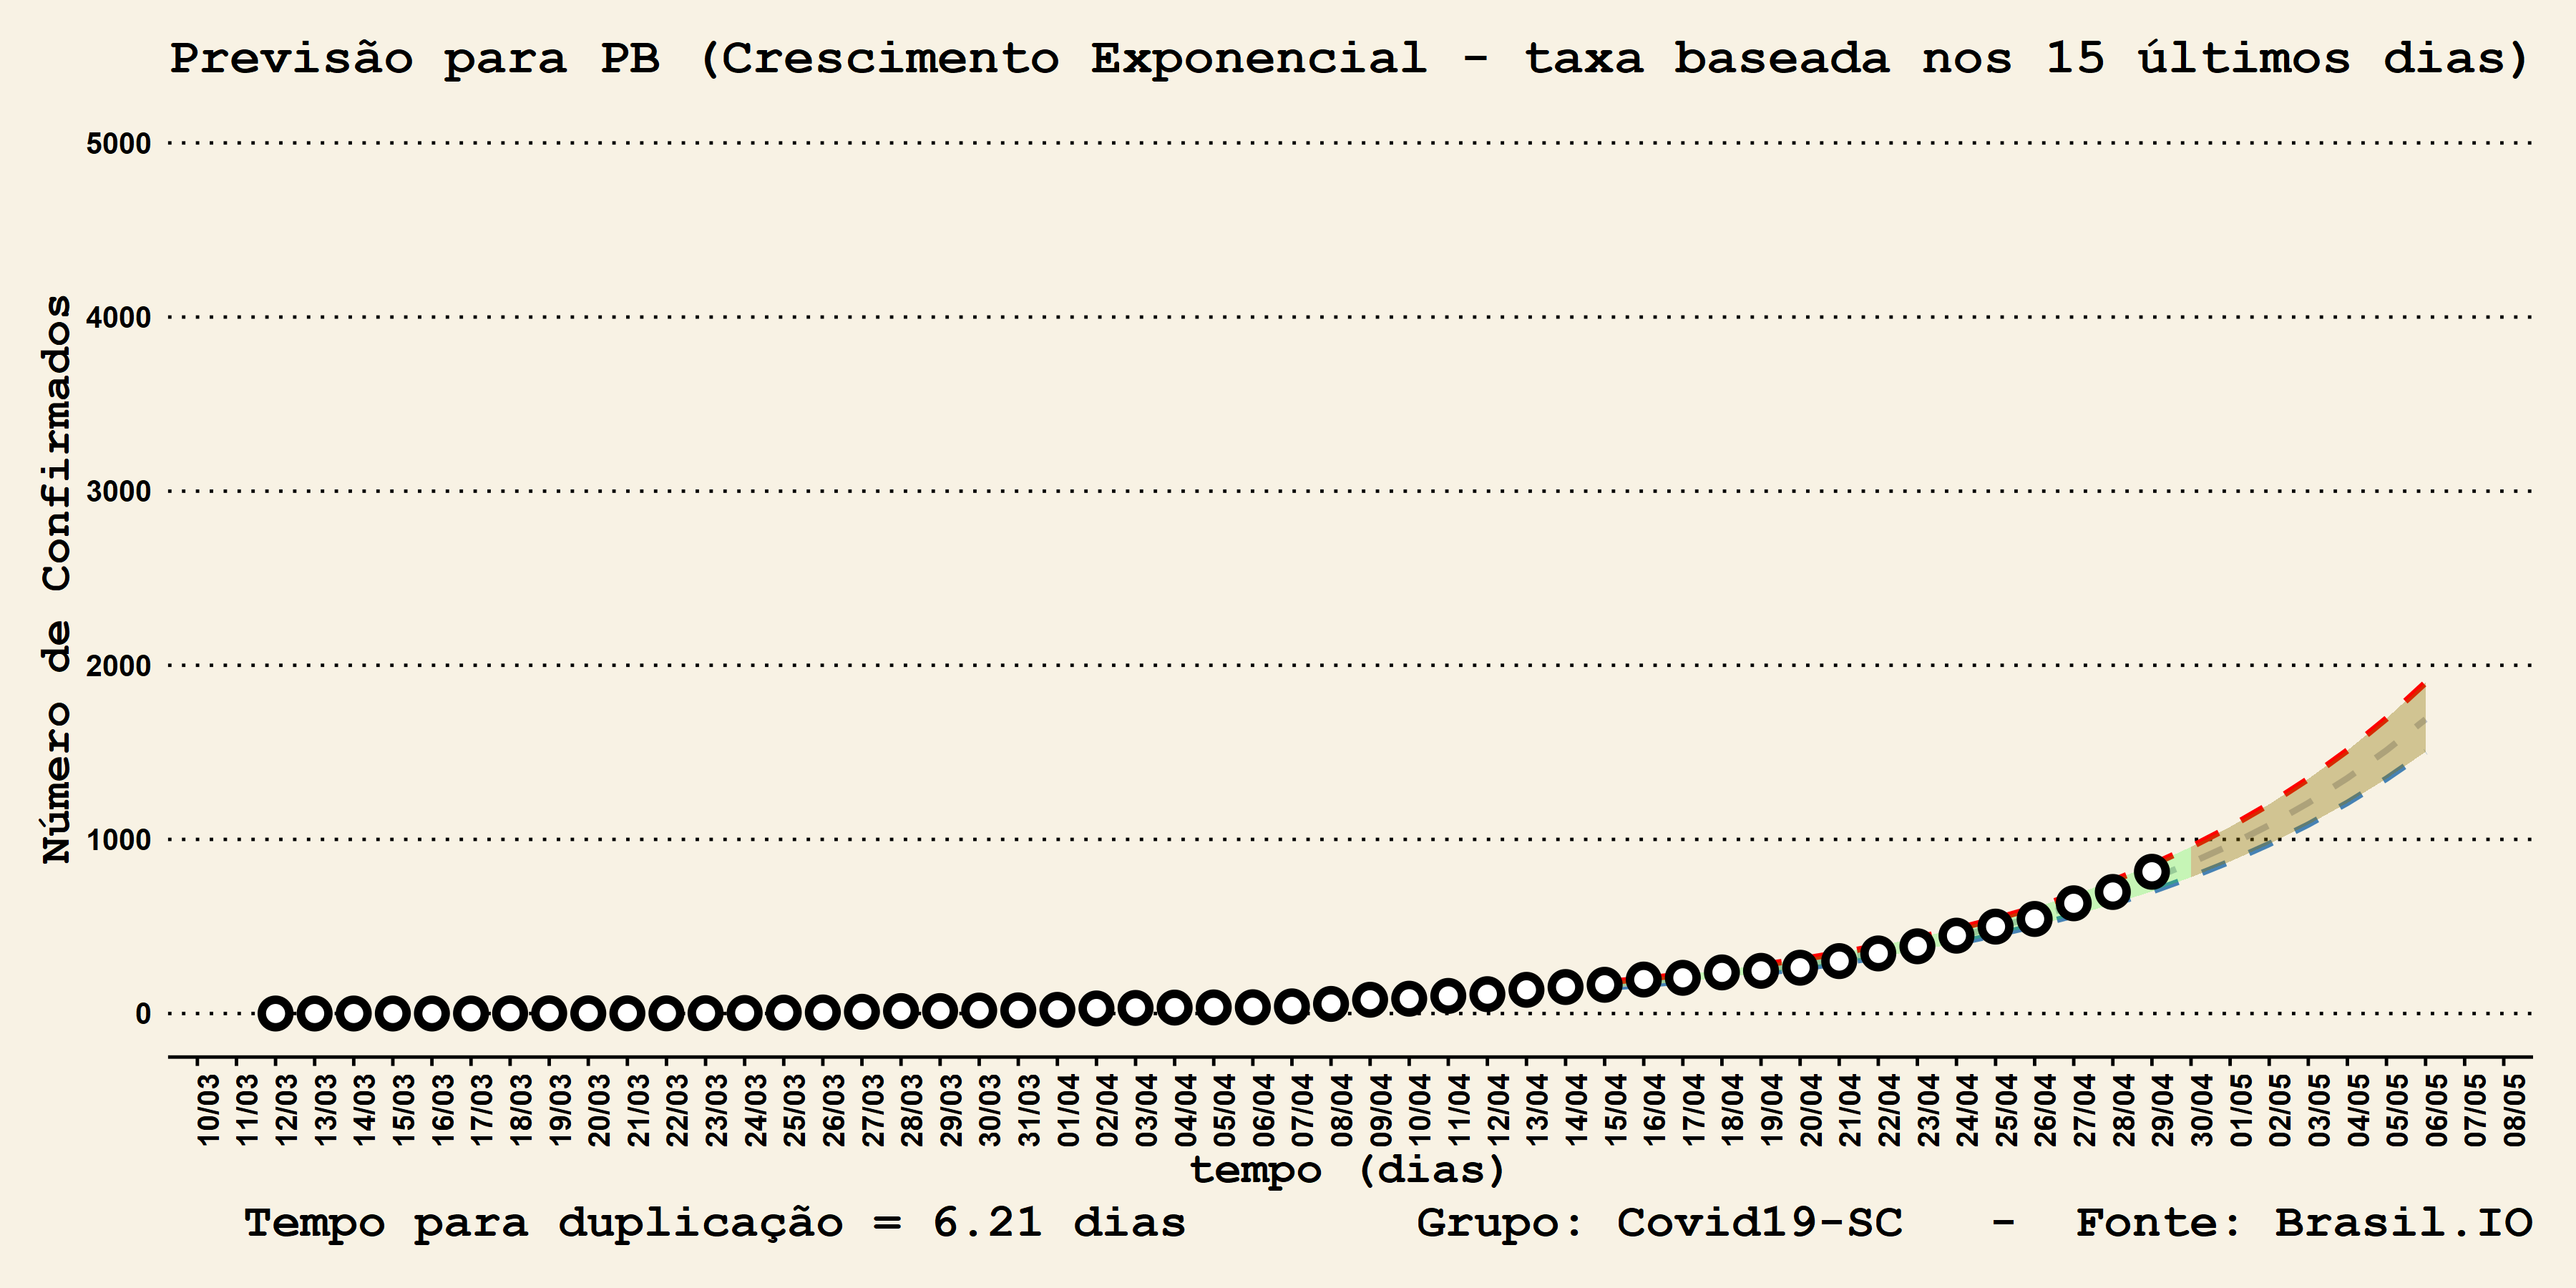 Previsão para PB (Crescimento Exponencial - taxa baseada nos 15 últimos dias)
Número de Confirmados
5000
4000
3000
2000
1000
0
10/03 11/03 12/03 13/03 14/03 15/03 16/03 17/03 18/03 19/03 20/03 21/03 22/03 23/03 24/03 25/03 26/03 27/03 28/03 29/03 30/03 31/03 01/04 02/04 03/04 04/04 05/04 06/04 07/04 08/04 09/04 10/04 11/04 12/04 13/04 14/04 15/04 16/04 17/04 18/04 19/04 20/04 21/04 22/04 23/04 24/04 25/04 26/04 27/04 28/04 29/04 30/04 01/05 02/05 03/05 04/05 05/05 06/05 07/05 08/05
tempo (dias)
Tempo para duplicação = 6.21 dias Grupo: Covid19-SC - Fonte: Brasil.IO